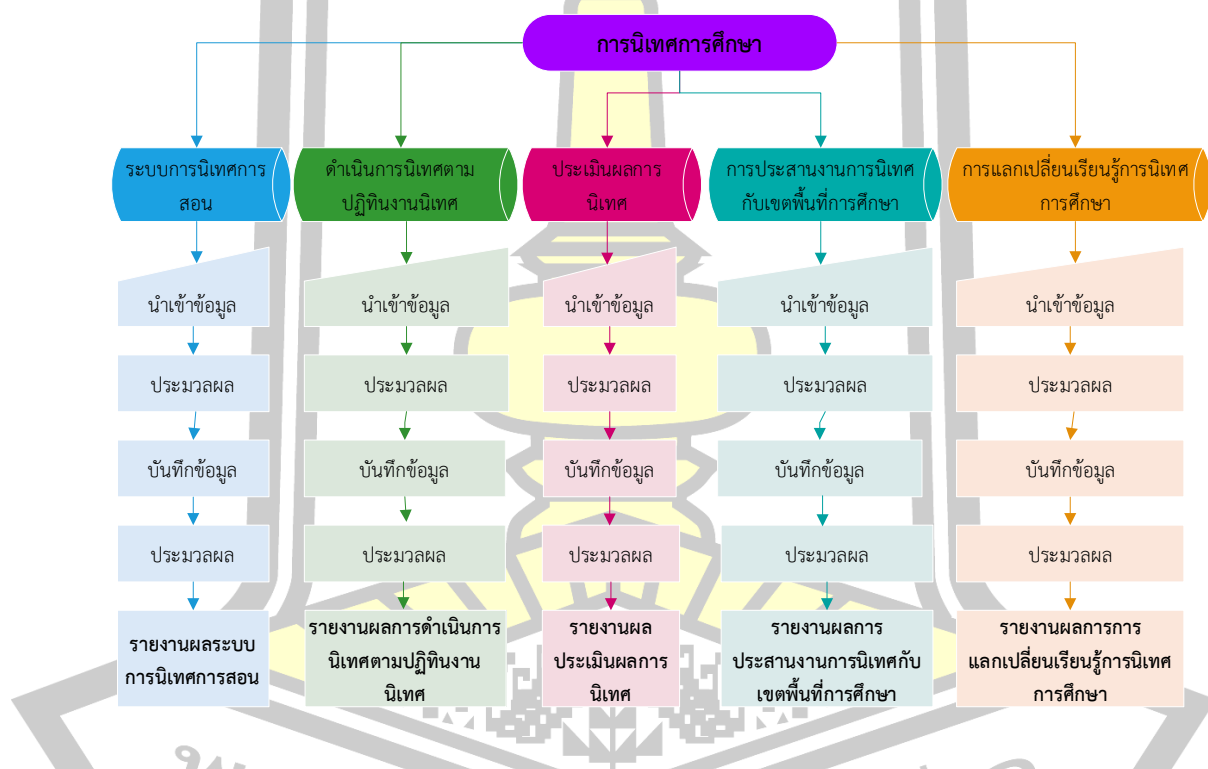 การนิเทศการศึกษา
ระบบการนิเทศการ
สอน
ดำเนินการนิเทศตาม
ปฏิทินงานนิเทศ
ประเมินผลการ
นิเทศ
การประสานงานการนิเทศ
กับเขตพื้นที่การศึกษา
การแลกเปลี่ยนเรียนรู้การนิเทศ
การศึกษา
นำเข้าข้อมูล
นำเข้าข้อมูล
นำเข้าข้อมูล
นำเข้าข้อมูล
นำเข้าข้อมูล
ประมวลผล
ประมวลผล
ประมวลผล
ประมวลผล
ประมวลผล
บันทึกข้อมูล
บันทึกข้อมูล
บันทึกข้อมูล
บันทึกข้อมูล
บันทึกข้อมูล
ประมวลผล
ประมวลผล
ประมวลผล
ประมวลผล
ประมวลผล
รายงานผลระบบ
การนิเทศการสอน
รายงานผลการดำเนินการ
นิเทศตามปฏิทินงาน
นิเทศ
รายงานผล
ประเมินผลการ
นิเทศ
รายงานผลการ
ประสานงานการนิเทศกับ
เขตพื้นที่การศึกษา
รายงานผลการการ
แลกเปลี่ยนเรียนรู้การนิเทศ
การศึกษา